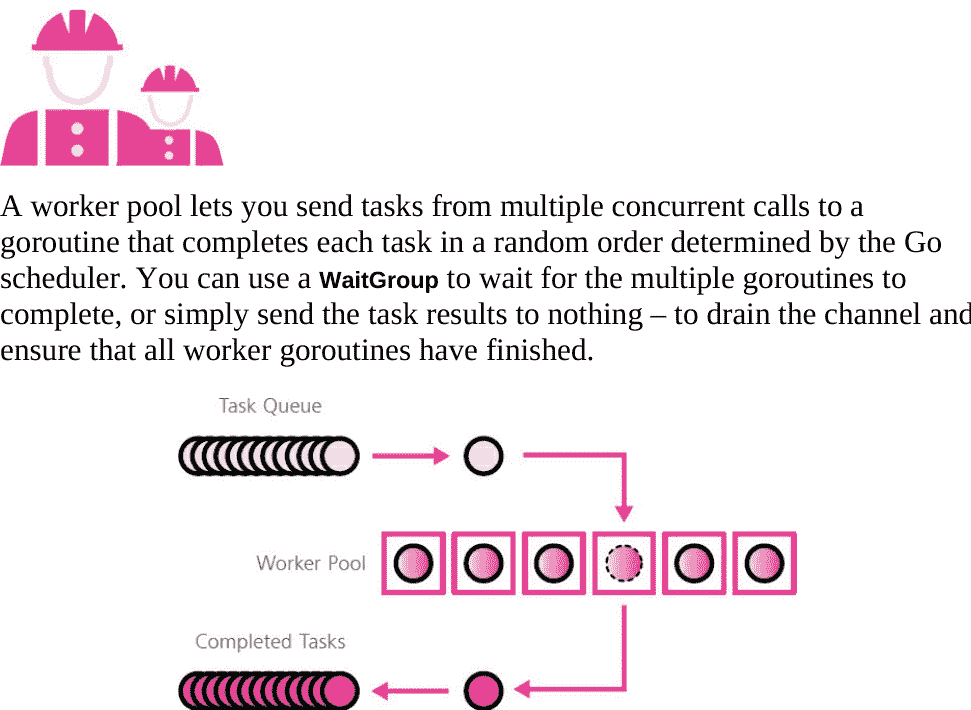 A worker pool lets you send tasks from multiple concurrent calls to a
goroutine that completes each task in a random order determined by the Go
scheduler. You can use a WaitGroup to wait for the multiple goroutines to
complete, or simply send the task results to nothing – to drain the channel and
ensure that all worker goroutines have finished.
Task Queue
Worker Pool
Completed Tasks